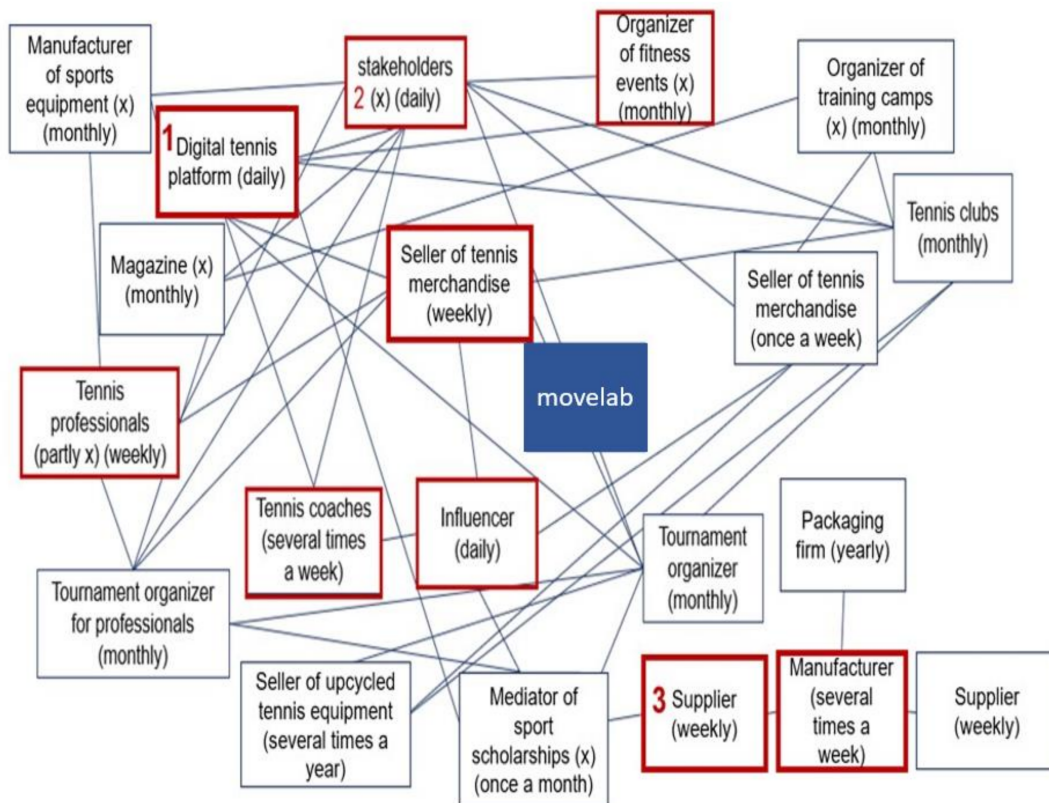 Manufacturer
of sports
equipment (x)
(monthly)
stakeholders
2 (x) (daily)
Organizer
of fitness
events (x)
(monthly)
Organizer of
training camps
(x) (monthly)
1 Digital tennis
platform (daily)
Tennis clubs
(monthly)
Magazine (x)
(monthly)
Seller of tennis
merchandise
(weekly)
Seller of tennis
merchandise
(once a week)
movelab
Tennis
professionals
(partly x) (weekly)
Tennis coaches
(several times
a week)
Influencer
(daily)
Tournament
organizer
(monthly)
Packaging
firm (yearly)
Tournament organizer
for professionals
(monthly)
Seller of upcycled
tennis equipment
(several times a
year)
Mediator of
sport
scholarships (x)
(once a month)
3 Supplier
(weekly)
Manufacturer
(several
times a
week)
Supplier
(weekly)